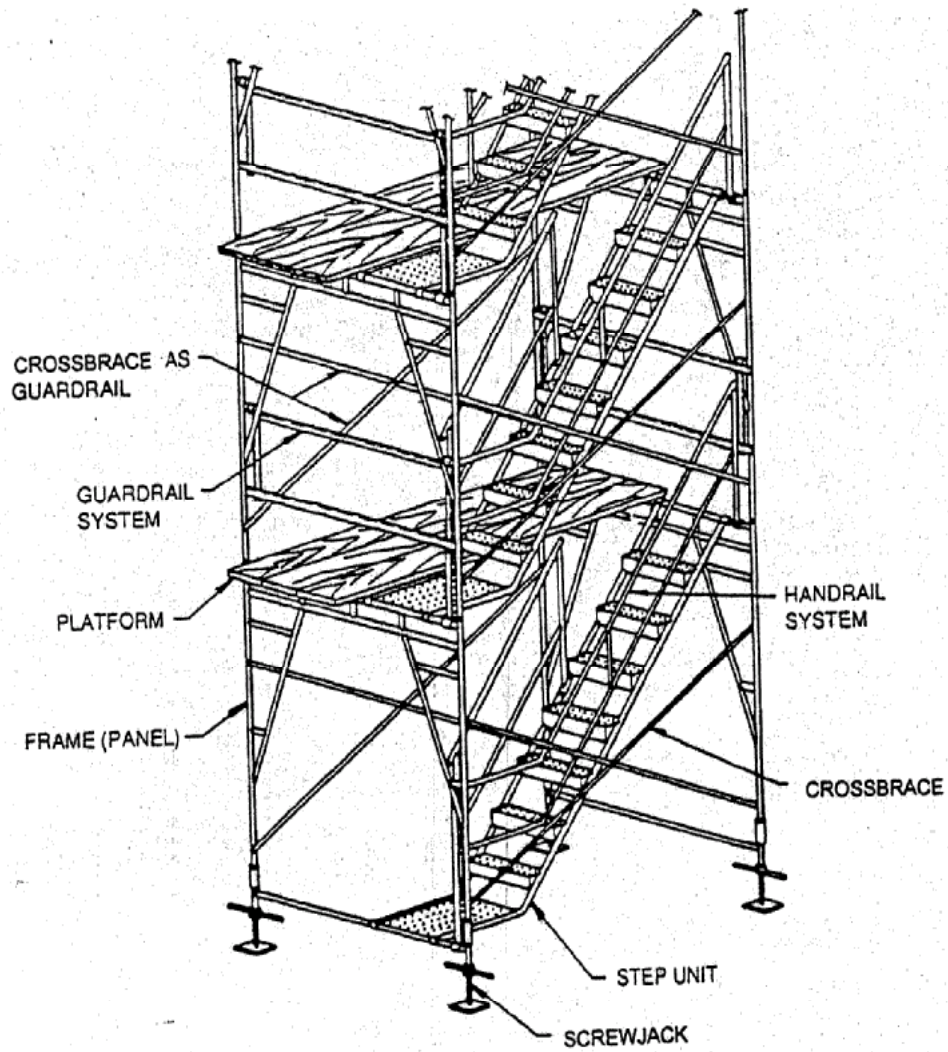 CROSSBRACE AS
GUARDRAIL
GUARDRAIL
SYSTEM
PLATFORM
HANDRAIL
SYSTEM
FRAME (PANEL)
CROSSBRACE
STEP UNIT
SCREWJACK